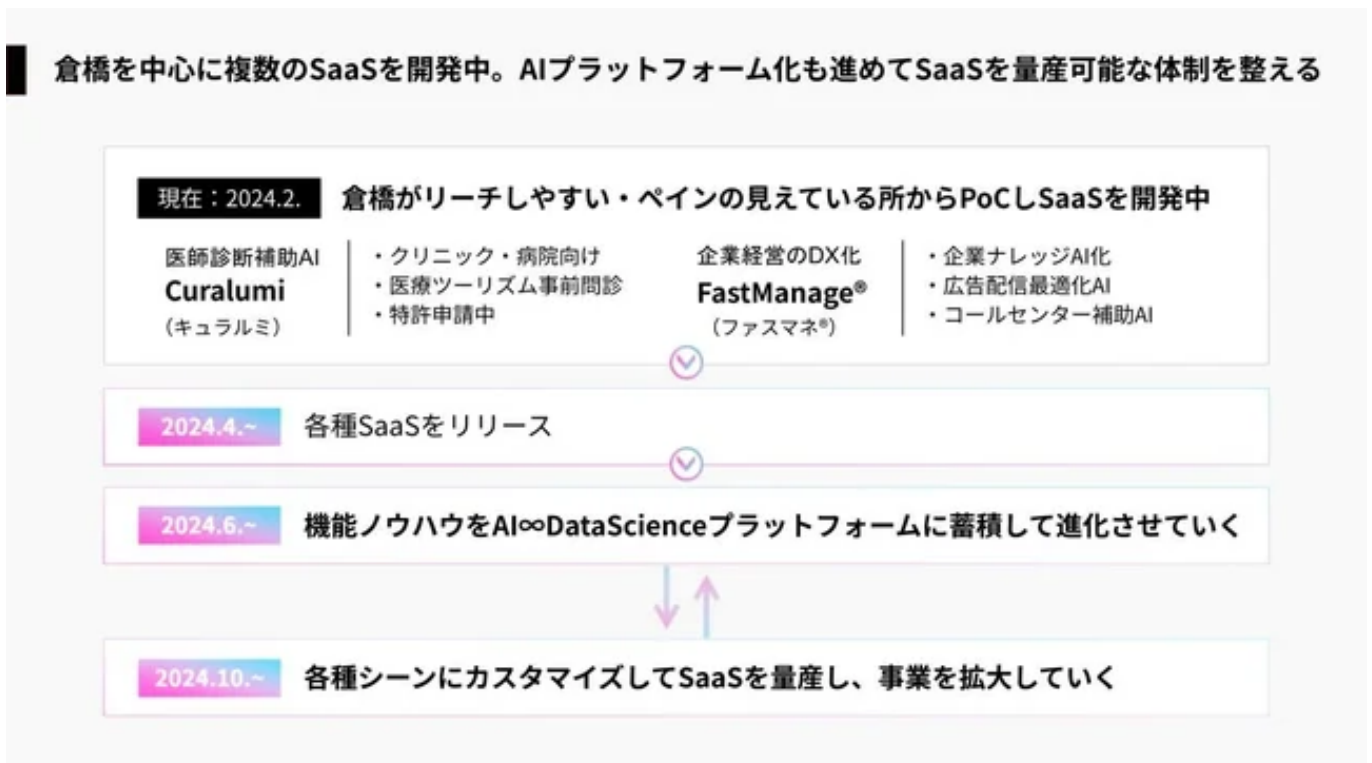 倉橋を中心に複数のSaaSを開発中。AIプラットフォーム化も進めてSaaSを量産可能な体制を整える
現在：2024.2.
倉橋がリーチしやすい・ペインの見えている所からPoCしSaaSを開発中
医師診断補助AI
Curalumi
（キュラルミ）
・クリニック・病院向け
・医療ツーリズム事前問診
・特許申請中
企業経営のDX化
FastManage®
（ファスマネ®）
・企業ナレッジAI化
・広告配信最適化AI
・コールセンター補助AI
2024.4.~
各種SaaSをリリース
2024.6.~
機能ノウハウをAI∞DataScienceプラットフォームに蓄積して進化させていく
2024.10.~
各種シーンにカスタマイズしてSaaSを量産し、事業を拡大していく